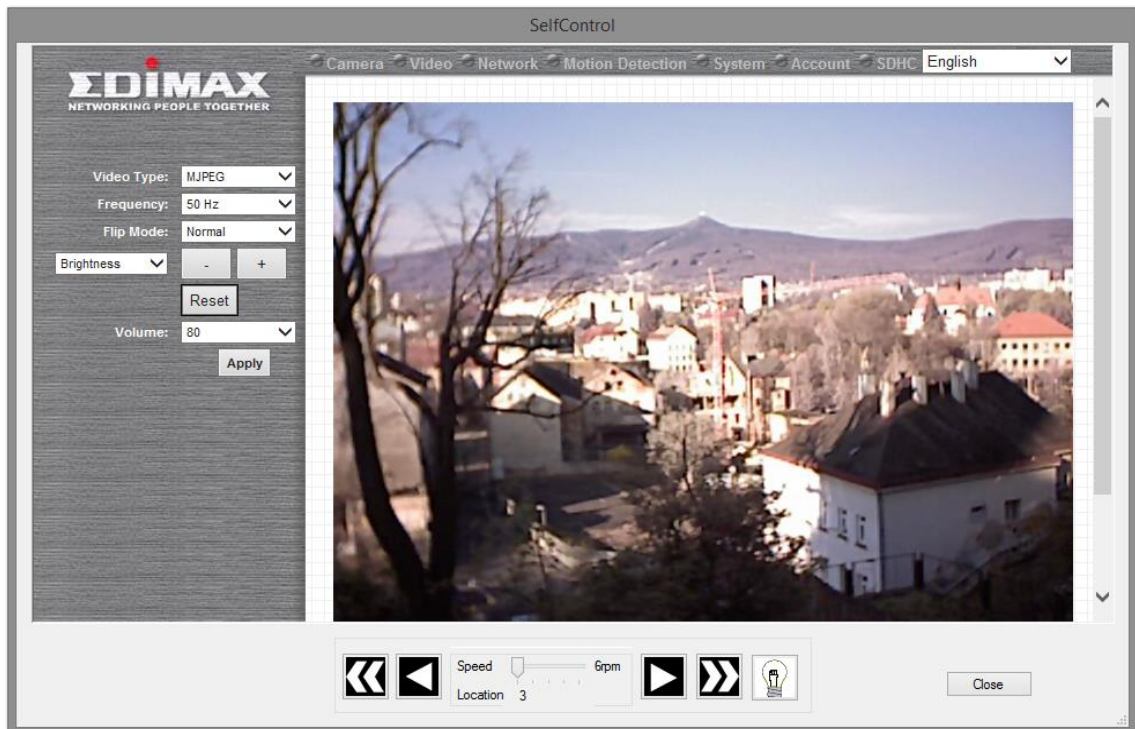 SelfControl
EDIMAX
NETWORKING PEOPLE TOGETHER
Camera Video Network Motion Detection System Account SDHC English
Video Type: MJPEG
Frequency: 50 Hz
Flip Mode: Normal
Brightness - +
Reset
Volume: 80
Apply
Speed 6rpm
Location 3
Close